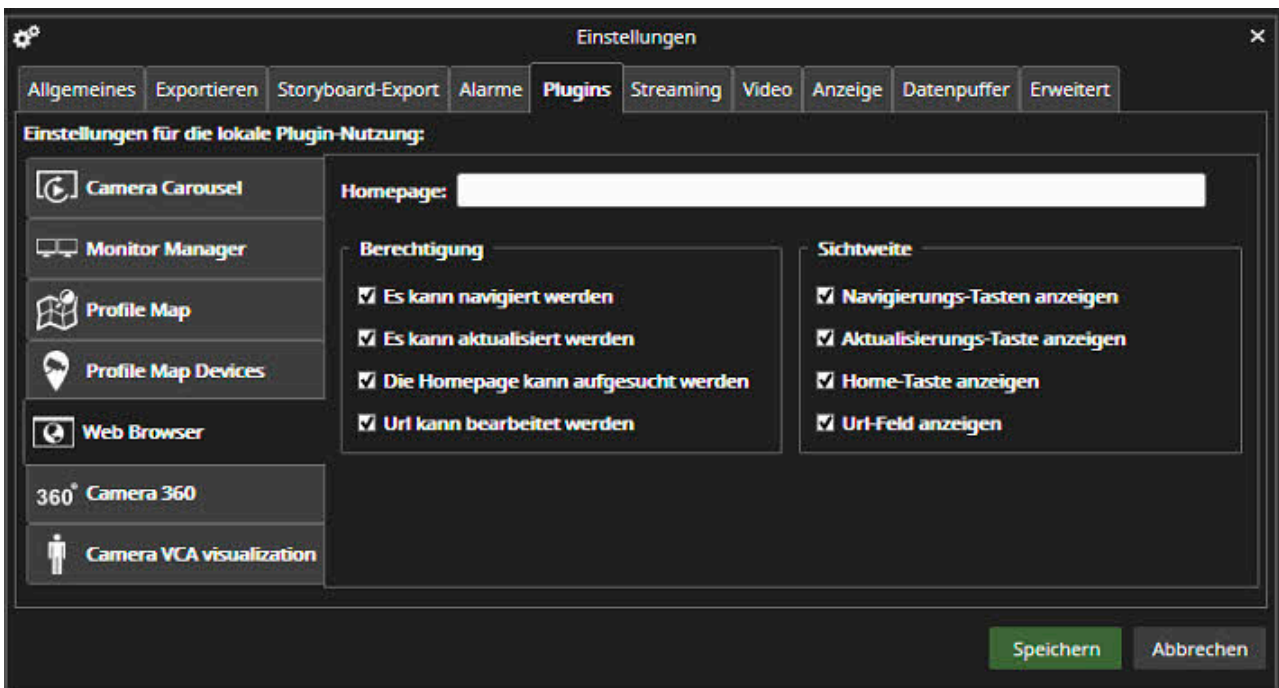 Einstellungen
Allgemeines Exportieren Storyboard-Export Alarme Plugins Streaming Video Anzeige Datenpuffer Erweitert
Einstellungen für die lokale Plugin-Nutzung:
Camera Carousel
Monitor Manager
Profile Map
Profile Map Devices
Web Browser
360° Camera 360
Camera VCA visualization
Homepage:
Berechtigung
Es kann navigiert werden
Es kann aktualisiert werden
Die Homepage kann aufgesucht werden
Url kann bearbeitet werden
Sichtweite
Navigierungs-Tasten anzeigen
Aktualisierungs-Taste anzeigen
Home-Taste anzeigen
Url-Feld anzeigen
Speichern Abbrechen